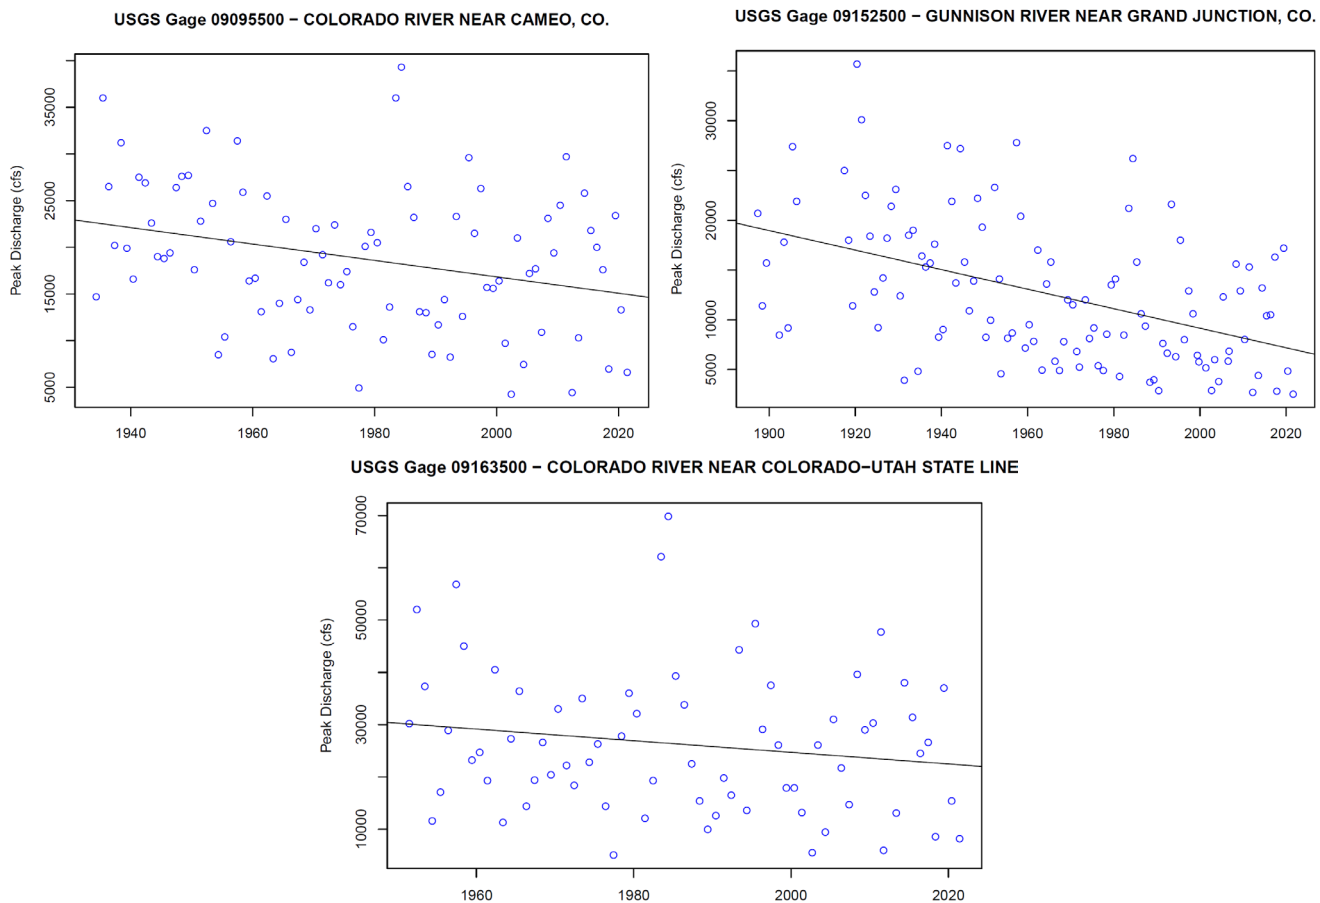 USGS Gage 09095500 − COLORADO RIVER NEAR CAMEO, CO.
Peak Discharge (cfs)
35000
25000
15000
5000
1940 1960 1980 2000 2020
USGS Gage 09152500 − GUNNISON RIVER NEAR GRAND JUNCTION, CO.
Peak Discharge (cfs)
30000
20000
10000
5000
1900 1920 1940 1960 1980 2000 2020
USGS Gage 09163500 − COLORADO RIVER NEAR COLORADO−UTAH STATE LINE
Peak Discharge (cfs)
70000
50000
30000
10000
1960 1980 2000 2020